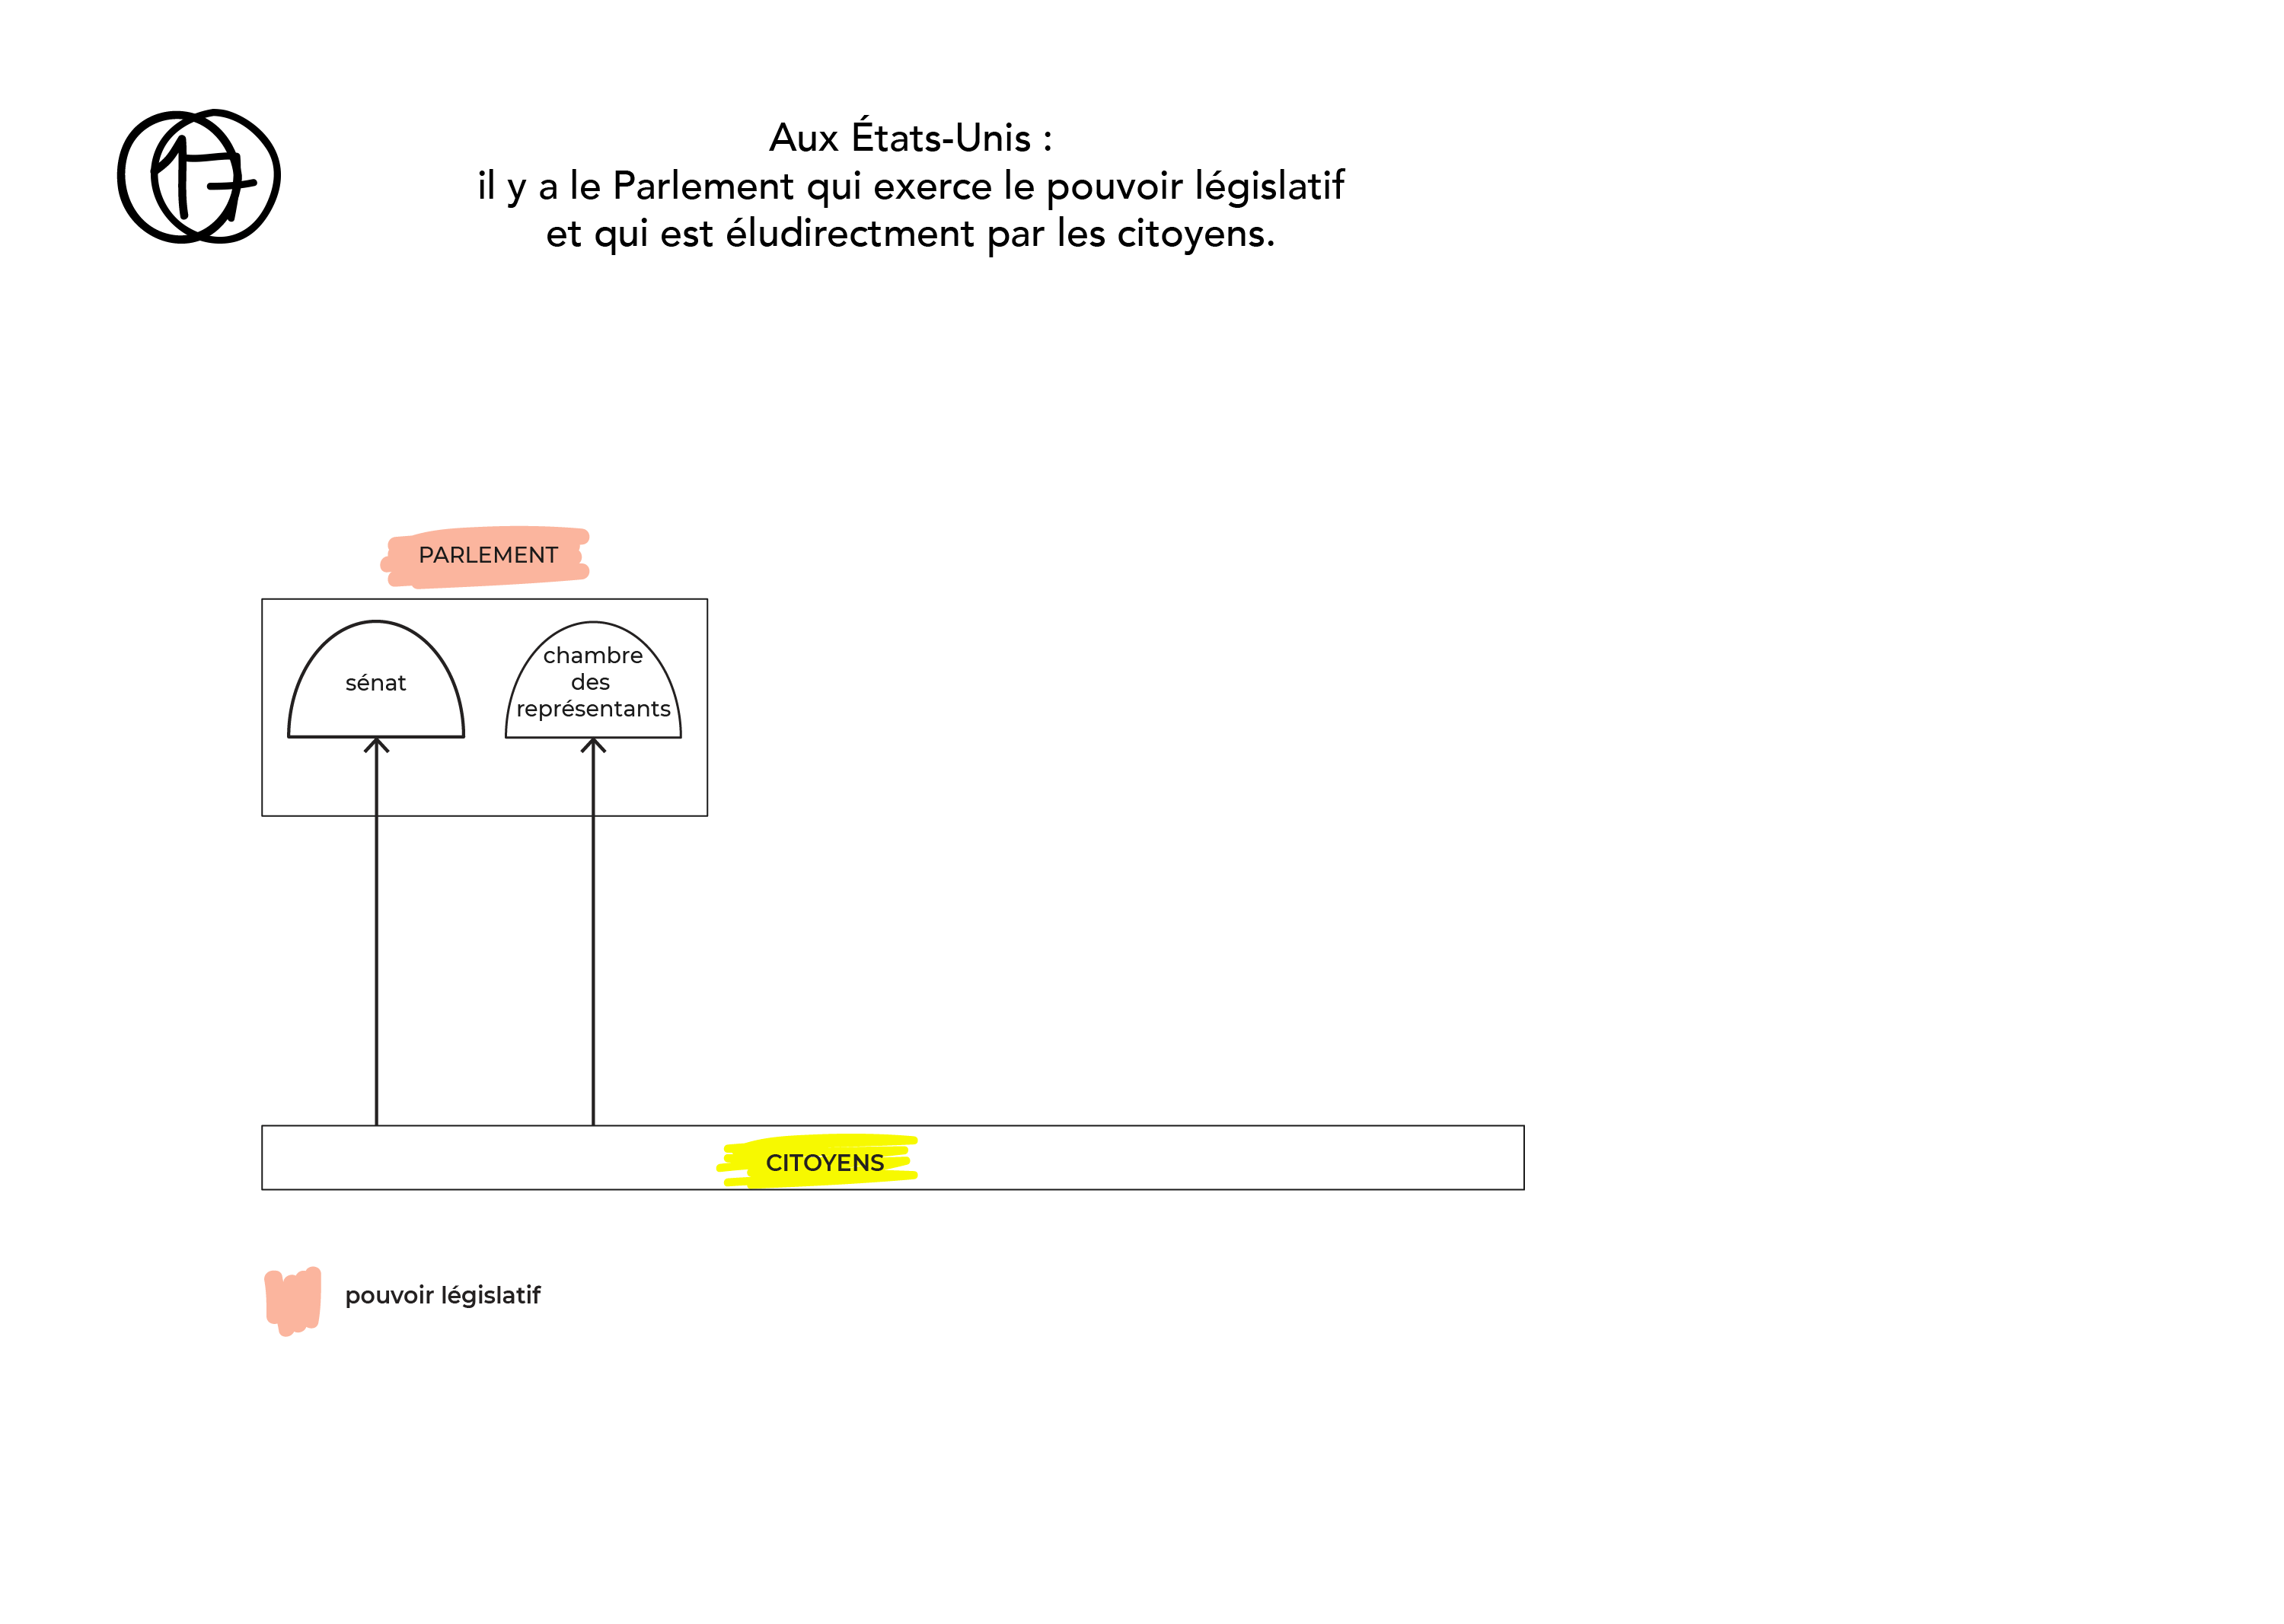 17
Aux États-Unis :
il y a le Parlement qui exerce le pouvoir législatif
et qui est éludirectment par les citoyens.
PARLEMENT
sénat
chambre
des
représentants
CITOYENS
pouvoir législatif